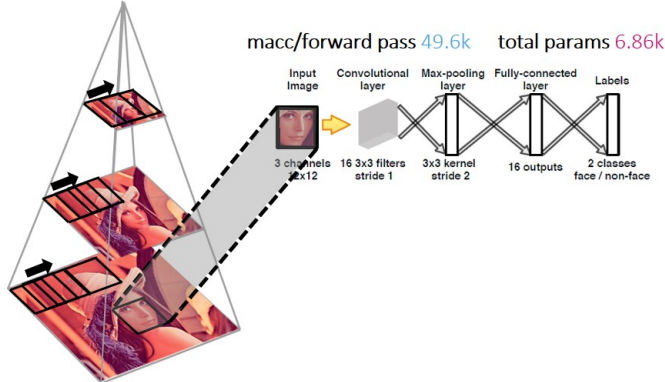 macc/forward pass 49.6k total params 6.86k
Input Image
Convolutional layer
Max-pooling layer
Fully-connected layer
Labels
3 channels 12x12
16 3x3 filters stride 1
3x3 kernel stride 2
16 outputs
2 classes face / non-face